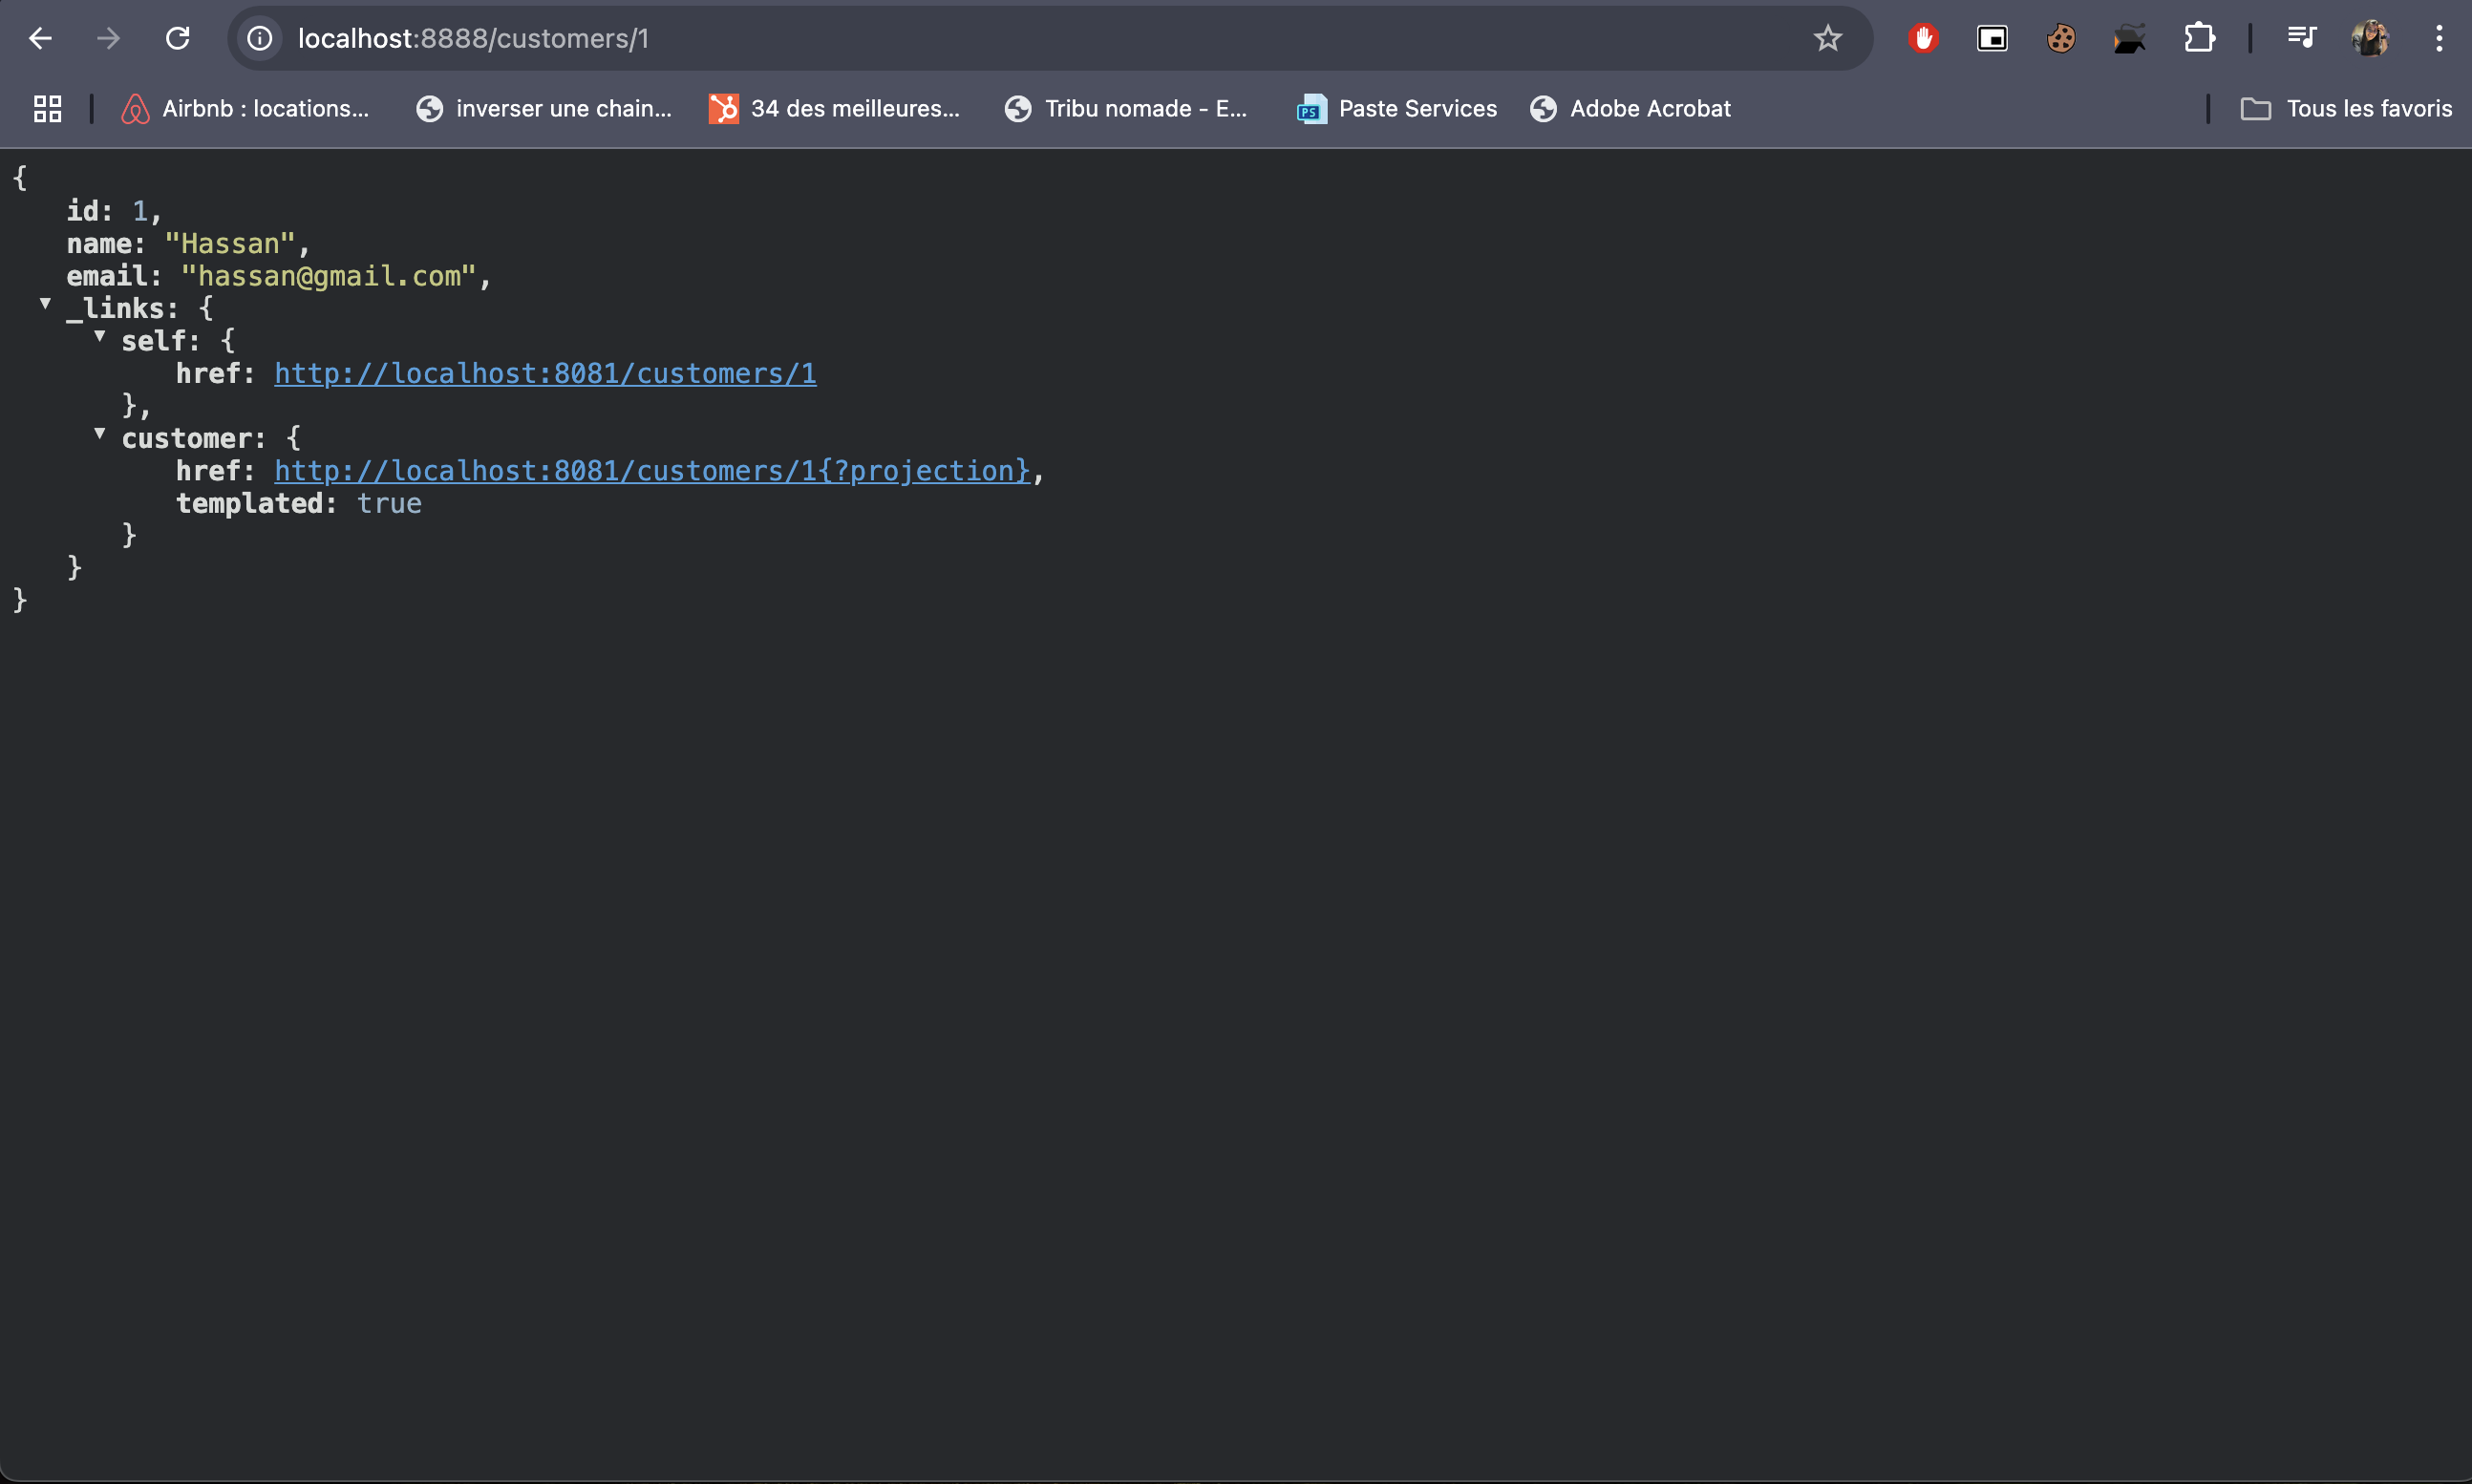 localhost:8888/customers/1
Airbnb : locations... inverser une chain... 34 des meilleures... Tribu nomade - E... PS Paste Services Adobe Acrobat Tous les favoris
{
id: 1,
name: "Hassan",
email: "hassan@gmail.com",
_links: {
self: {
href: http://localhost:8081/customers/1
},
customer: {
href: http://localhost:8081/customers/1{?projection},
templated: true
}
}
}